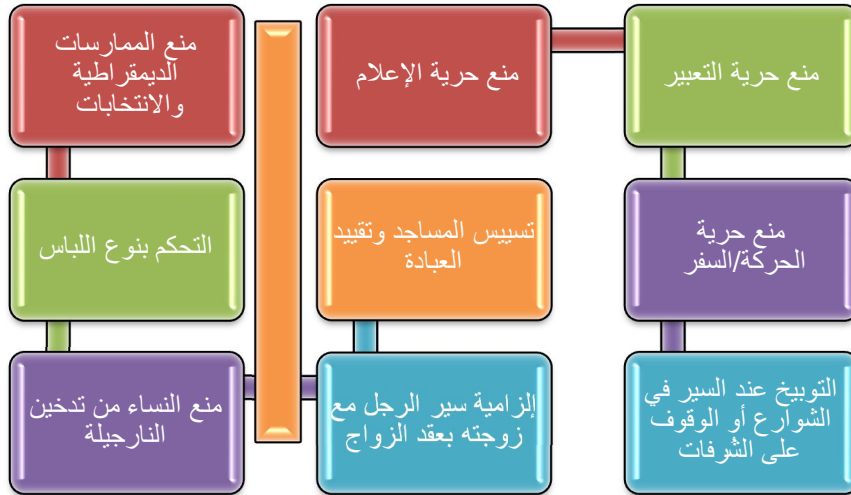 منع حرية التعبير
منع حرية الإعلام
منع الممارسات
الديمقراطية
والانتخابات
منع حرية
الحركة/السفر
تسييس المساجد وتقييد
العبادة
التحكم بنوع اللباس
التوبيخ عند السير في
الشوارع أو الوقوف
على الشُرفات
إلزامية سير الرجل مع
زوجته بعقد الزواج
منع النساء من تدخين
النارجيلة